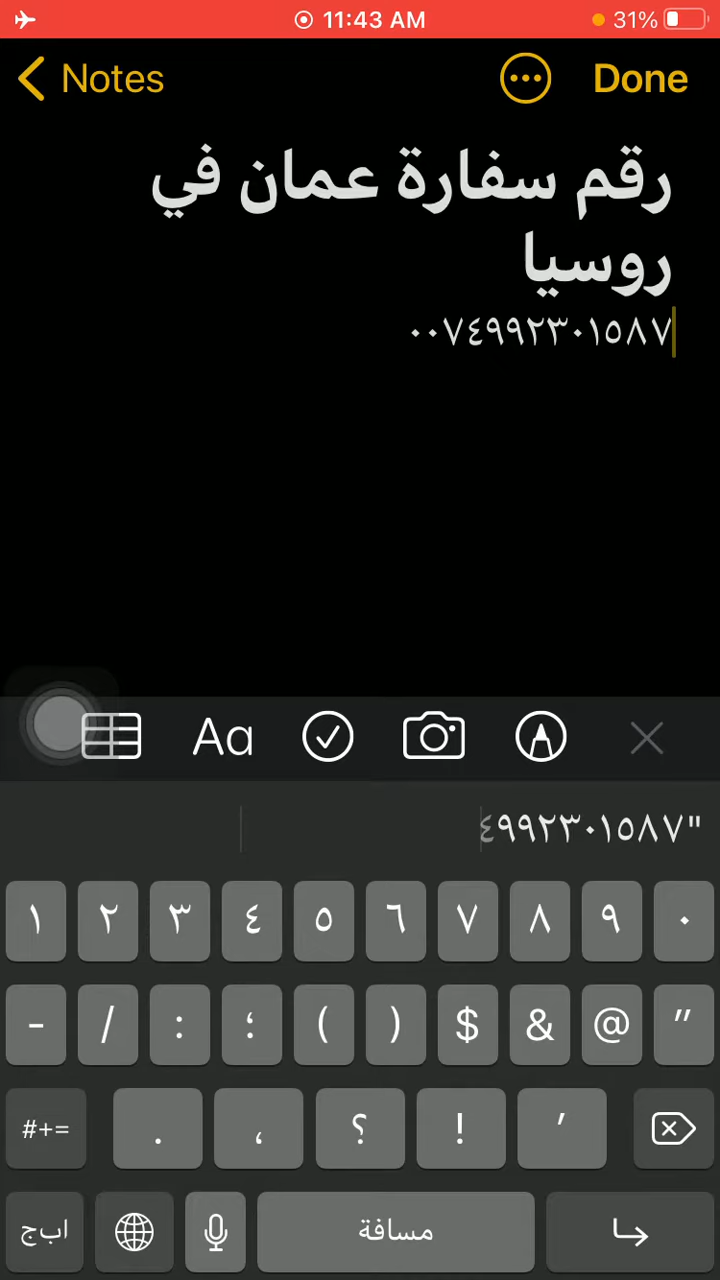 11:43 AM
31%
Notes
Done
رقم سفارة عمان في
روسيا
٠٠٧٤٩٩٢٣٠١٥٨٧
Aa
٤٩٩٢٣٠١٥٨٧"
١ ٢ ٣ ٤ ٥ ٦ ٧ ٨ ٩ ٠
- / : ؛ ( ) $ & @ "
#+= . ، ؟ ! '
اب‌ج مسافة